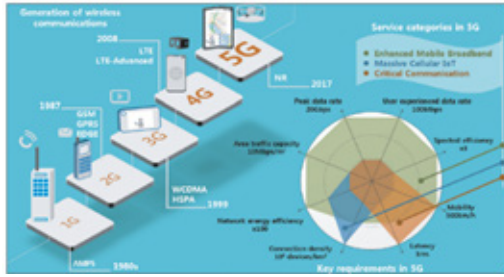 Generation of wireless
communications
2008
LTE
LTE-Advanced
5G
NR
2017
4G
1987
GSM
GPRS
EDGE
3G
WCDMA
HSPA
1999
2G
1G
AMPS
1980s
Service categories in 5G
Enhanced Mobile Broadband
Massive Cellular IoT
Critical Communication
Peak data rate
20Gbps
User experienced data rate
100Mbps
Area traffic capacity
Spectral efficiency
x3
Network energy efficiency
x100
Mobility
500km/h
Connection density
Latency
1ms
Key requirements in 5G